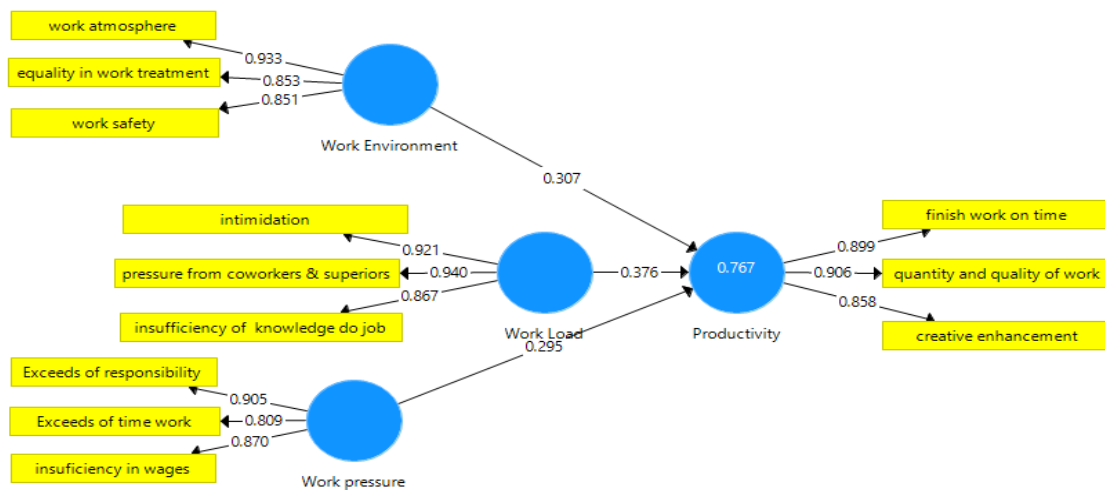 work atmosphere
0.933
equality in work treatment
0.853
0.851
work safety
Work Environment
0.307
intimidation
0.921
pressure from coworkers & superiors
0.940
0.867
insufficiency of knowledge do job
Work Load
0.376
0.295
0.767
Productivity
finish work on time
0.899
0.906
quantity and quality of work
0.858
creative enhancement
Exceeds of responsibility
0.905
Exceeds of time work
0.809
0.870
insuficiency in wages
Work pressure